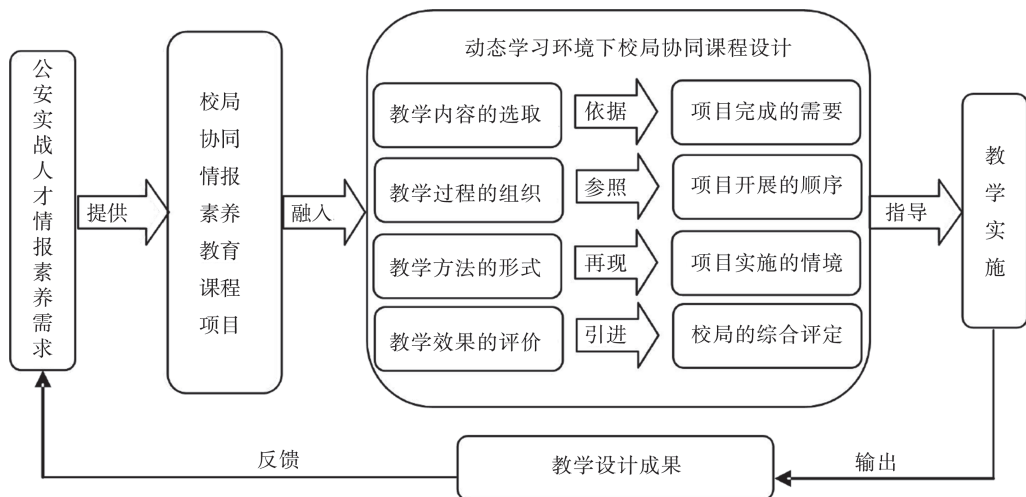 公安实战人才情报素养需求
提供
校局
协同
情报
素养
教育
课程
项目
融入
动态学习环境下校局协同课程设计
教学内容的选取
依据
项目完成的需要
教学过程的组织
参照
项目开展的顺序
教学方法的形式
再现
项目实施的情境
教学效果的评价
引进
校局的综合评定
指导
教学实施
输出
教学设计成果
反馈